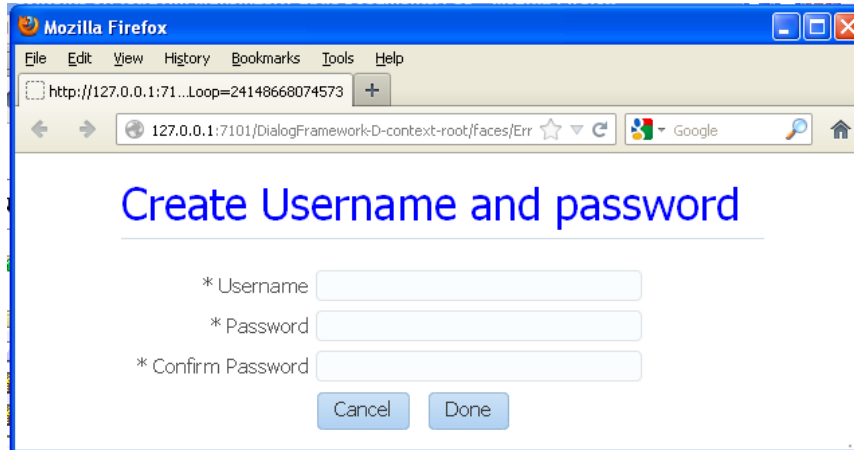 Mozilla Firefox
File Edit View History Bookmarks Tools Help
http://127.0.0.1:71...Loop=24148668074573 +
127.0.0.1:7101/DialogFramework-D-context-root/faces/Err Google
Create Username and password
* Username
* Password
* Confirm Password
Cancel Done